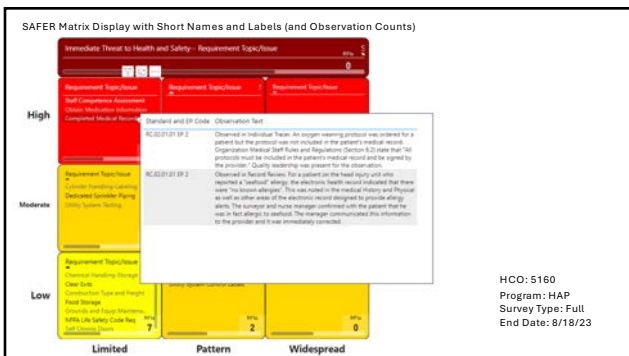 SAFER Matrix Display with Short Names and Labels (and Observation Counts)
Immediate Threat to Health and Safety-- Requirement Topic/Issue
RFIs
0
High
Requirement Topic/Issue
Staff Competence Assessment
Obtain Medication Information
Completed Medical Record
Requirement Topic/Issue
Requirement Topic/Issue
Standard and EP Code Observation Text
RC.02.01.01 EP 2
Observed in Individual Tracer. An oxygen weaning protocol was ordered for a
patient but the protocol was not included in the patient's medical record.
Organization Medical Staff Rules and Regulations (Section 6.2) state that "All
protocols must be included in the patient's medical record and be signed by
the provider." Quality leadership was present for the observation.
RC.02.01.01 EP 2
Observed in Record Review. For a patient on the head injury unit who
reported a "seafood" allergy, the electronic health record indicated that there
were "no known allergies". This was noted in the medical History and Physical
as well as other areas of the electronic record designed to provide allergy
alerts. The surveyor and nurse manager confirmed with the patient that he
was in fact allergic to seafood. The manager communicated this information
to the provider and it was immediately corrected.
Moderate
Requirement Topic/Issue
Cylinder Handling-Labeling
Dedicated Sprinkler Piping
Utility System Testing
Low
Requirement Topic/Issue
Chemical Handling-Storage
Clear Exits
Construction Type and Height
Food Storage
Grounds and Equip Maintena...
NFPA Life Safety Code Req
Self Closing Doors
RFIs
7
Utility System Control Labels
RFIs
2
RFIs
0
Limited
Pattern
Widespread
HCO: 5160
Program: HAP
Survey Type: Full
End Date: 8/18/23